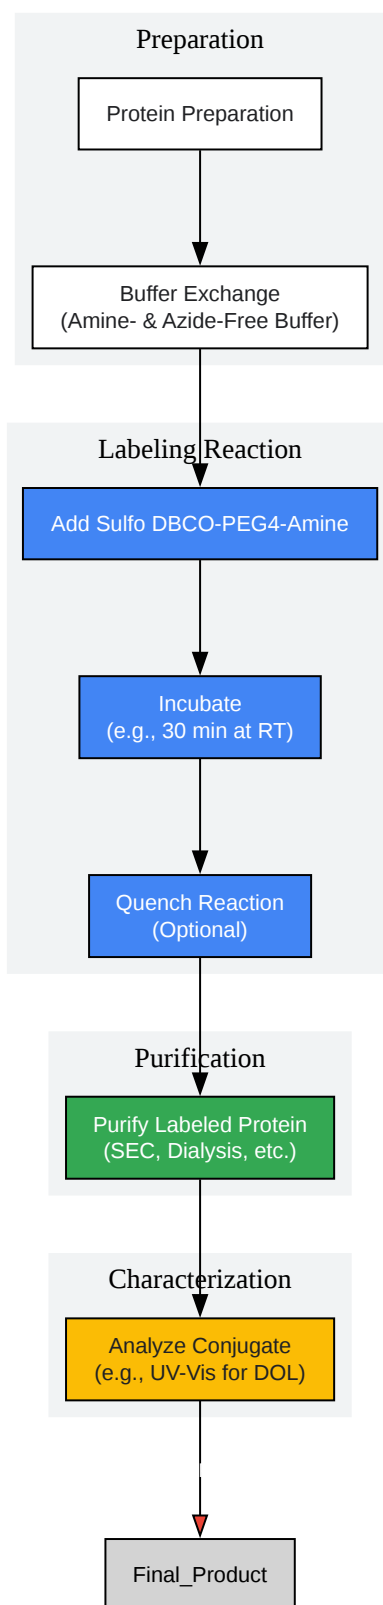 Preparation
Protein Preparation
Buffer Exchange
(Amine- & Azide-Free Buffer)
Labeling Reaction
Add Sulfo DBCO-PEG4-Amine
Incubate
(e.g., 30 min at RT)
Quench Reaction
(Optional)
Purification
Purify Labeled Protein
(SEC, Dialysis, etc.)
Characterization
Analyze Conjugate
(e.g., UV-Vis for DOL)
Final_Product